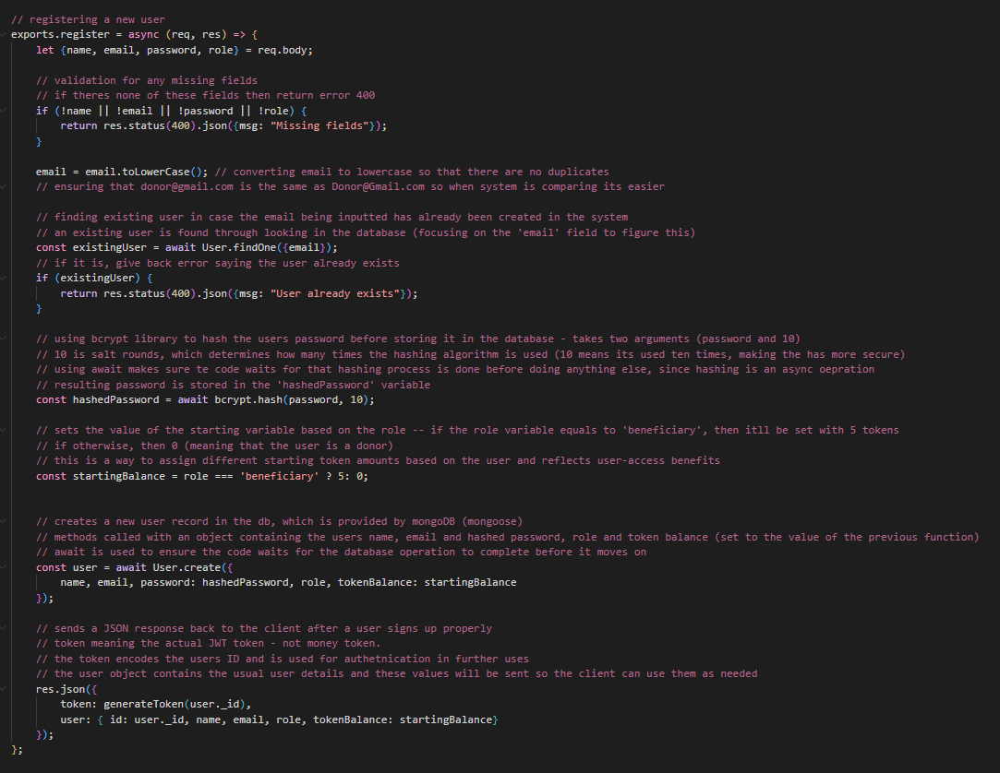 // registering a new user
exports.register = async (req, res) => {
    let {name, email, password, role} = req.body;

    // validation for any missing fields
    // if theres none of these fields then return error 400
    if (!name || !email || !password || !role) {
        return res.status(400).json({msg: "Missing fields"});
    }

    email = email.toLowerCase(); // converting email to lowercase so that there are no duplicates
    // ensuring that donor@gmail.com is the same as Donor@Gmail.com so when system is comparing its easier

    // finding existing user in case the email being inputted has already been created in the system
    // an existing user is found through looking in the database (focusing on the 'email' field to figure this)
    const existingUser = await User.findOne({email});
    // if it is, give back error saying the user already exists
    if (existingUser) {
        return res.status(400).json({msg: "User already exists"});
    }

    // using bcrypt library to hash the users password before storing it in the database - takes two arguments (password and 10)
    // 10 is salt rounds, which determines how many times the hashing algorithm is used (10 means its used ten times, making the has more secure)
    // using await makes sure te code waits for that hashing process is done before doing anything else, since hashing is an async oepration
    // resulting password is stored in the 'hashedPassword' variable
    const hashedPassword = await bcrypt.hash(password, 10);

    // sets the value of the starting variable based on the role -- if the role variable equals to 'beneficiary', then itll be set with 5 tokens
    // if otherwise, then 0 (meaning that the user is a donor)
    // this is a way to assign different starting token amounts based on the user and reflects user-access benefits
    const startingBalance = role === 'beneficiary' ? 5: 0;


    // creates a new user record in the db, which is provided by mongoDB (mongoose)
    // methods called with an object containing the users name, email and hashed password, role and token balance (set to the value of the previous function)
    // await is used to ensure the code waits for the database operation to complete before it moves on
    const user = await User.create({
        name, email, password: hashedPassword, role, tokenBalance: startingBalance
    });

    // sends a JSON response back to the client after a user signs up properly
    // token meaning the actual JWT token - not money token.
    // the token encodes the users ID and is used for authetnication in further uses
    // the user object contains the usual user details and these values will be sent so the client can use them as needed
    res.json({
        token: generateToken(user._id),
        user: { id: user._id, name, email, role, tokenBalance: startingBalance}
    });
};